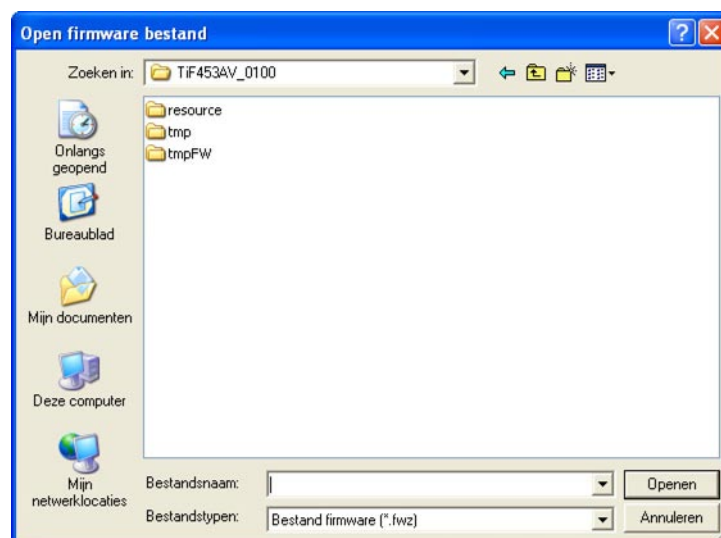 Open firmware bestand
Zoeken in:
TiF453AV_0100
resource
tmp
tmpFW
Onlangs
geopend
Bureaublad
Mijn documenten
Deze computer
Mijn
netwerklocaties
Bestandsnaam:
Openen
Bestandstypen:
Bestand firmware (*.fwz)
Annuleren